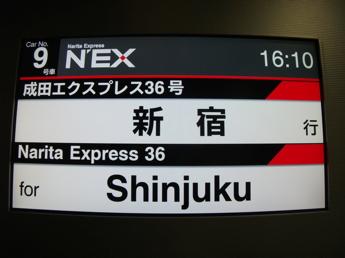 Car No.
9
号車
Narita Express
N'EX
16:10
成田エクスプレス36号
新宿
行
Narita Express 36
for Shinjuku